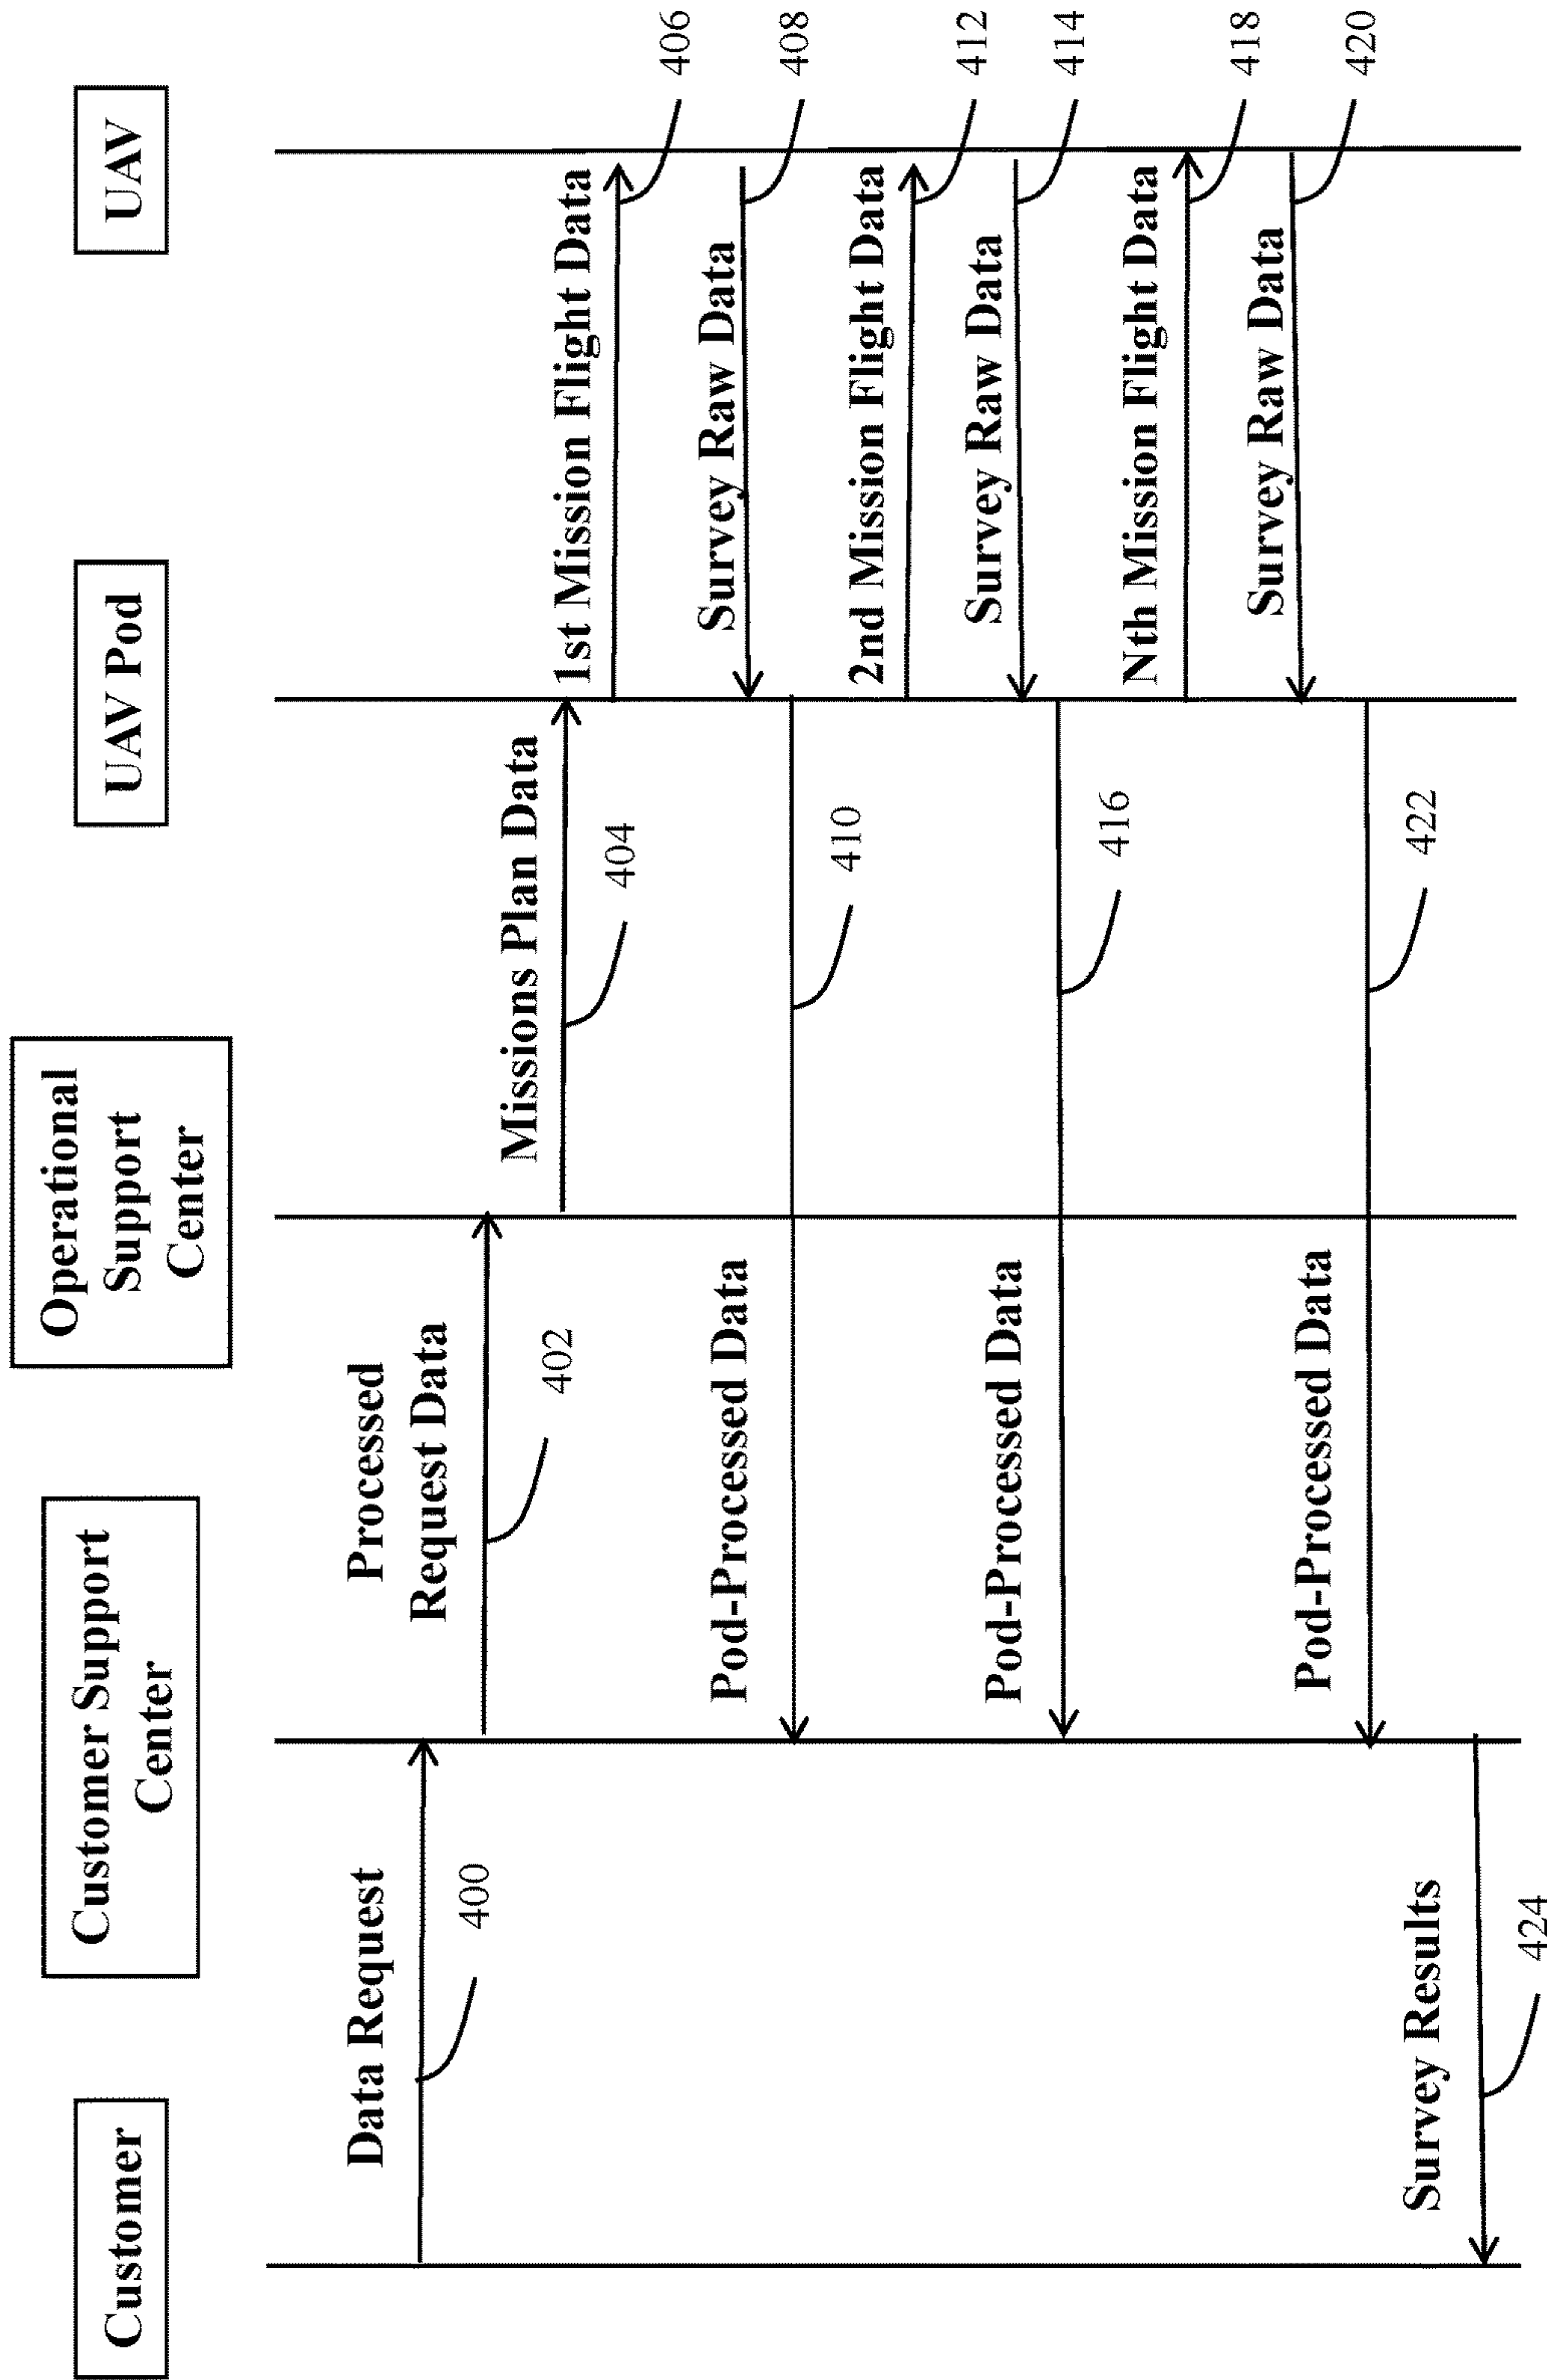 Customer
Customer Support
Center
Operational
Support
Center
UAV Pod
UAV
Data Request
400
Processed
Request Data
402
Missions Plan Data
404
1st Mission Flight Data
406
Survey Raw Data
408
Pod-Processed Data
410
2nd Mission Flight Data
412
Survey Raw Data
414
Pod-Processed Data
416
Nth Mission Flight Data
418
Survey Raw Data
420
Pod-Processed Data
422
Survey Results
424